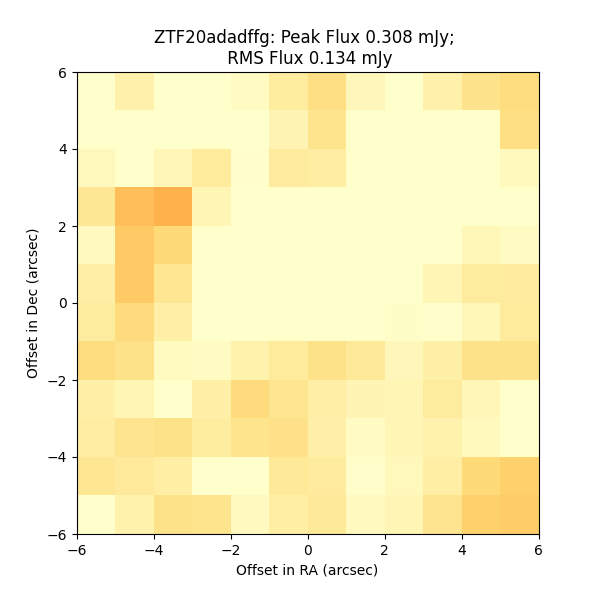 ZTF20adadffg: Peak Flux 0.308 mJy;
RMS Flux 0.134 mJy
6
4
2
0
−2
−4
−6
Offset in Dec (arcsec)
−6 −4 −2 0 2 4 6
Offset in RA (arcsec)